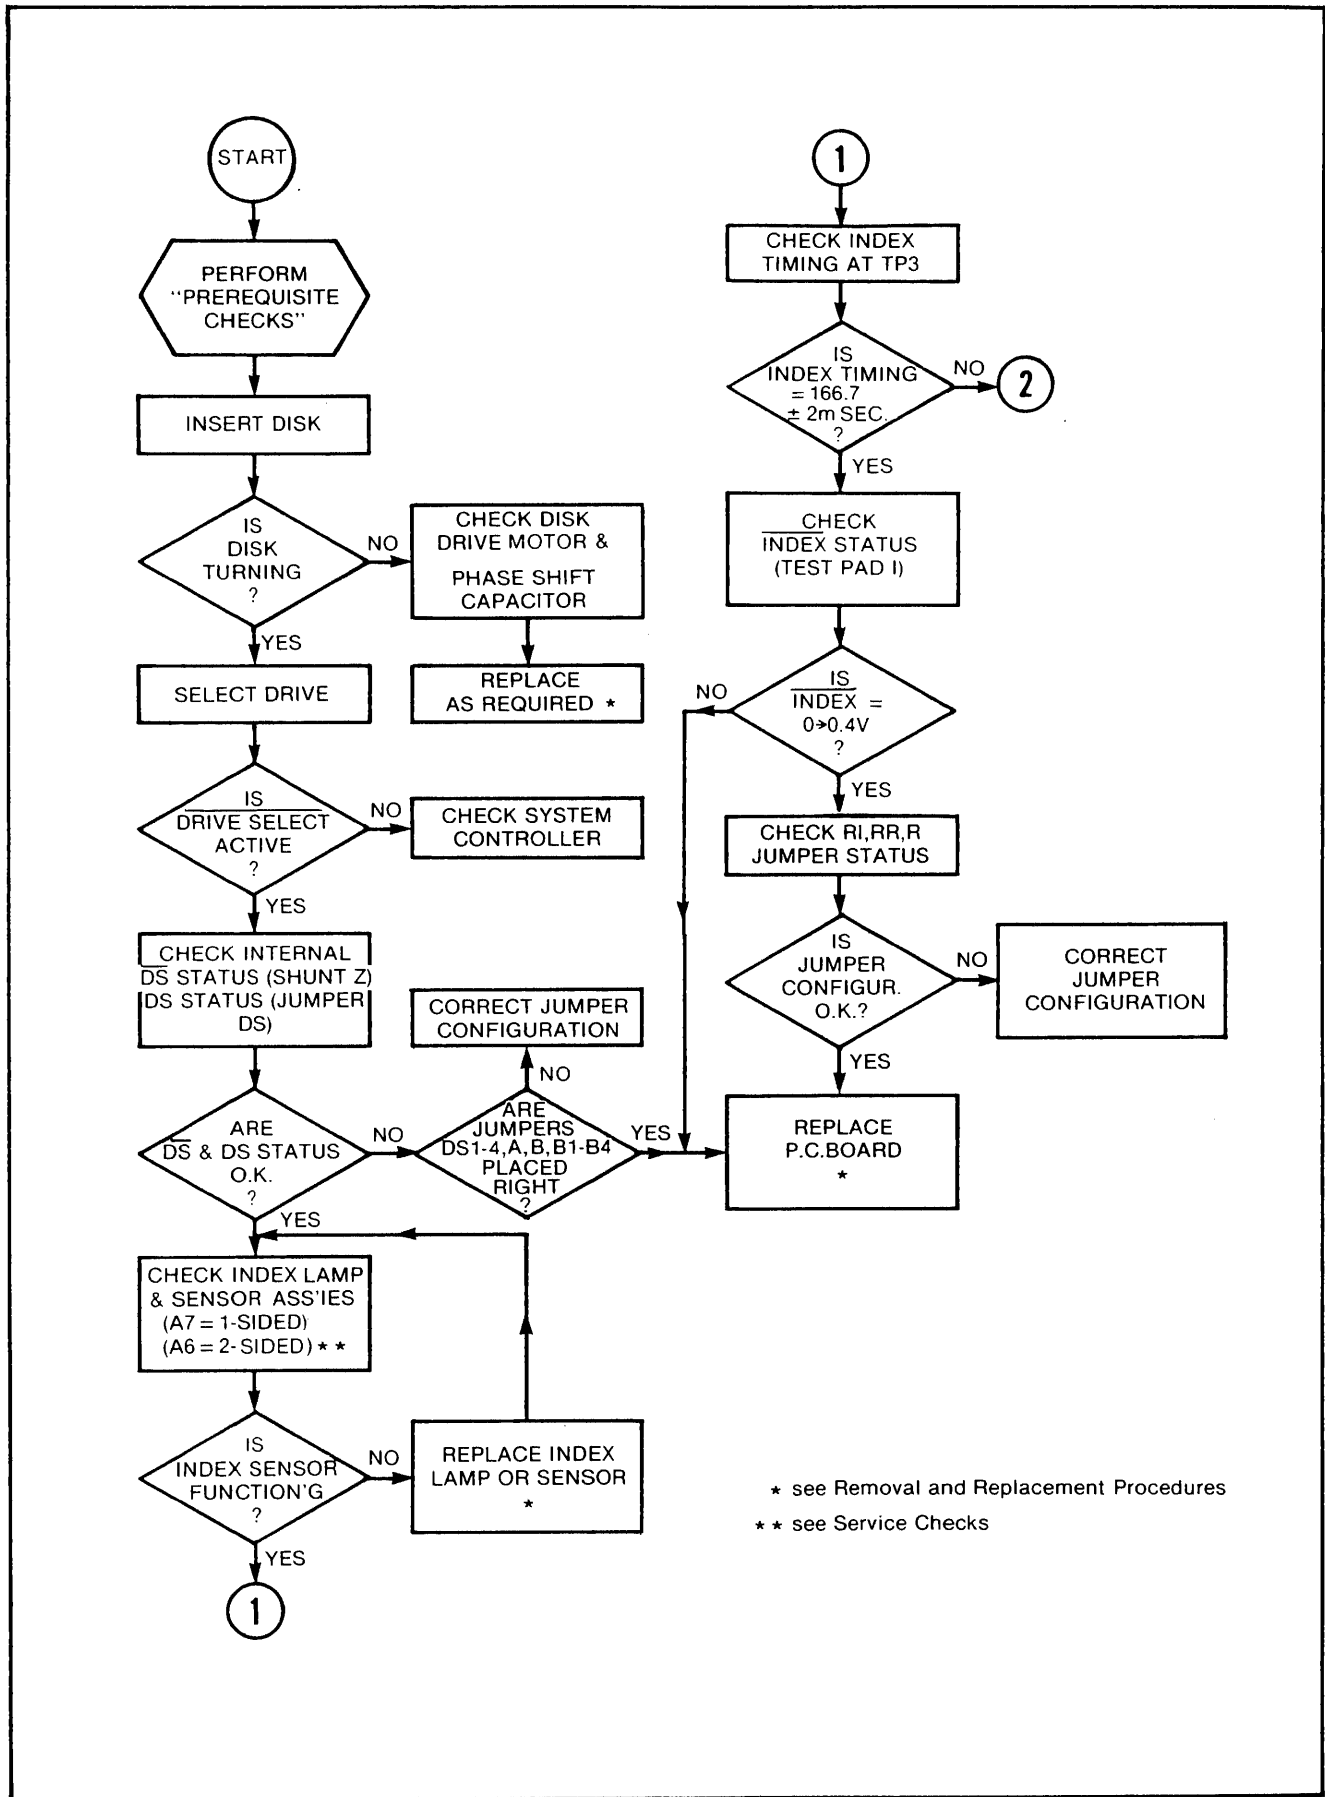 START
PERFORM
"PREREQUISITE
CHECKS"
INSERT DISK
IS
DISK
TURNING
?
NO
CHECK DISK
DRIVE MOTOR &
PHASE SHIFT
CAPACITOR
REPLACE
AS REQUIRED *
YES
SELECT DRIVE
IS
DRIVE SELECT
ACTIVE
?
NO
CHECK SYSTEM
CONTROLLER
YES
CHECK INTERNAL
DS STATUS (SHUNT Z)
DS STATUS (JUMPER
DS)
ARE
DS & DS STATUS
O.K.
?
NO
ARE
JUMPERS
DS1-4,A,B,B1-B4
PLACED
RIGHT
?
NO
CORRECT JUMPER
CONFIGURATION
YES
YES
CHECK INDEX LAMP
& SENSOR ASS'IES
(A7 = 1-SIDED)
(A6 = 2-SIDED) * *
IS
INDEX SENSOR
FUNCTION'G
?
NO
REPLACE INDEX
LAMP OR SENSOR
*
YES
1
1
CHECK INDEX
TIMING AT TP3
IS
INDEX TIMING
= 166.7
± 2m SEC.
?
NO
2
YES
CHECK
INDEX STATUS
(TEST PAD I)
IS
INDEX =
0→0.4V
?
NO
YES
CHECK RI,RR,R
JUMPER STATUS
IS
JUMPER
CONFIGUR.
O.K.?
NO
CORRECT
JUMPER
CONFIGURATION
YES
REPLACE
P.C.BOARD
*
* see Removal and Replacement Procedures
* * see Service Checks